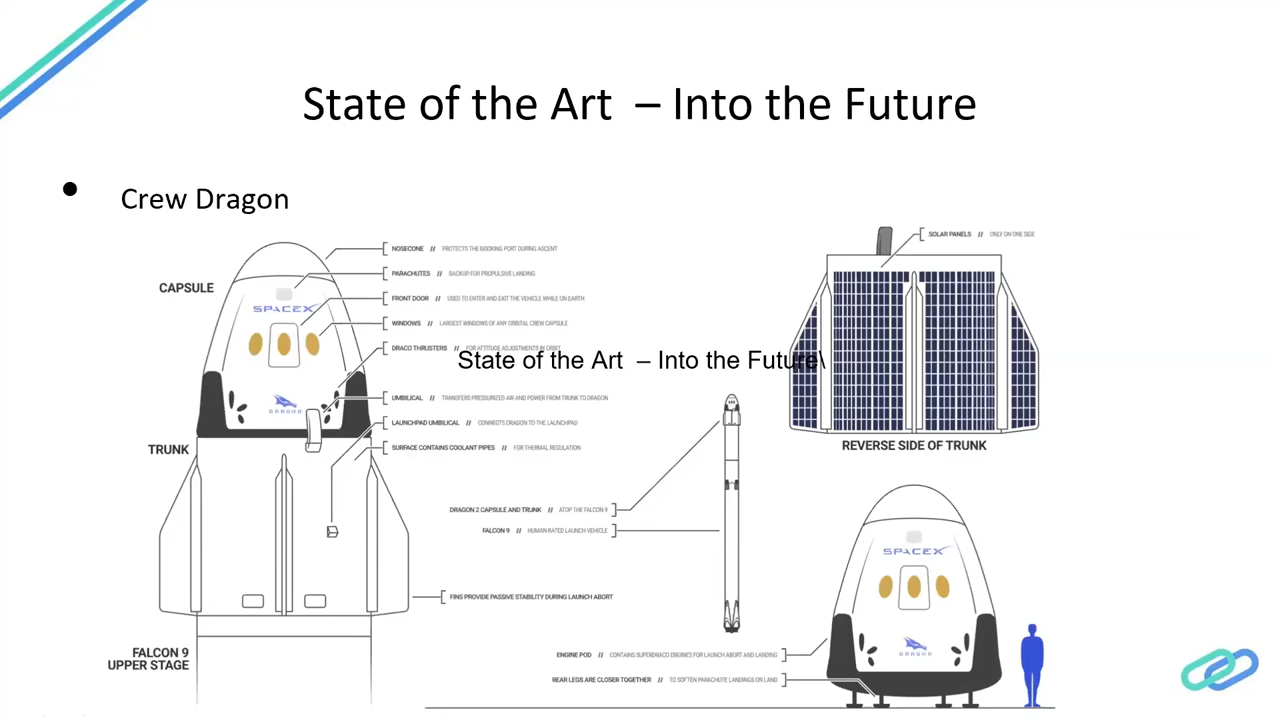 State of the Art – Into the Future
• Crew Dragon
NOSECONE // PROTECTS THE DOCKING PORT DURING ASCENT
PARACHUTES // BACKUP FOR PROPULSIVE LANDING
CAPSULE
FRONT DOOR // USED TO ENTER AND EXIT THE VEHICLE WHILE ON EARTH
SPACEX
WINDOWS // LARGEST WINDOWS OF ANY ORBITAL CREW CAPSULE
DRACO THRUSTERS // FOR ATTITUDE ADJUSTMENTS IN ORBIT
State of the Art – Into the Future\
UMBILICAL // TRANSFERS PRESSURIZED AIR AND POWER FROM TRUNK TO DRAGON
DRAGON
LAUNCHPAD UMBILICAL // CONNECTS DRAGON TO THE LAUNCHPAD
TRUNK
SURFACE CONTAINS COOLANT PIPES // FOR THERMAL REGULATION
SOLAR PANELS // ONLY ON ONE SIDE
REVERSE SIDE OF TRUNK
DRAGON 2 CAPSULE AND TRUNK // ATOP THE FALCON 9
FALCON 9 // HUMAN-RATED LAUNCH VEHICLE
FINS PROVIDE PASSIVE STABILITY DURING LAUNCH ABORT
FALCON 9
UPPER STAGE
SPACEX
DRAGON
ENGINE POD // CONTAINS SUPERDRACO ENGINES FOR LAUNCH ABORT AND LANDING
REAR LEGS ARE CLOSER TOGETHER // TO SOFTEN PARACHUTE LANDINGS ON LAND